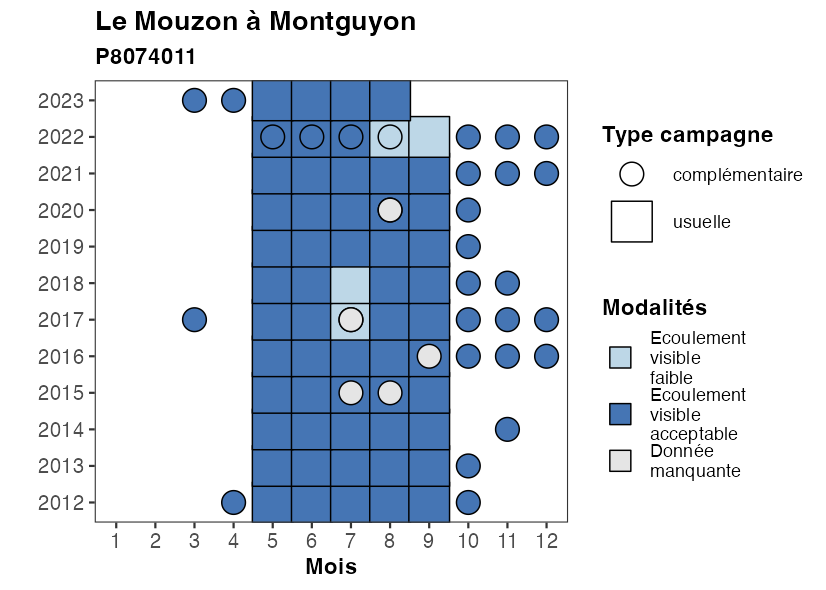 Le Mouzon à Montguyon
P8074011
2023
2022
2021
2020
2019
2018
2017
2016
2015
2014
2013
2012
1 2 3 4 5 6 7 8 9 10 11 12
Mois
Type campagne
complémentaire
usuelle
Modalités
Ecoulement
visible
faible
Ecoulement
visible
acceptable
Donnée
manquante